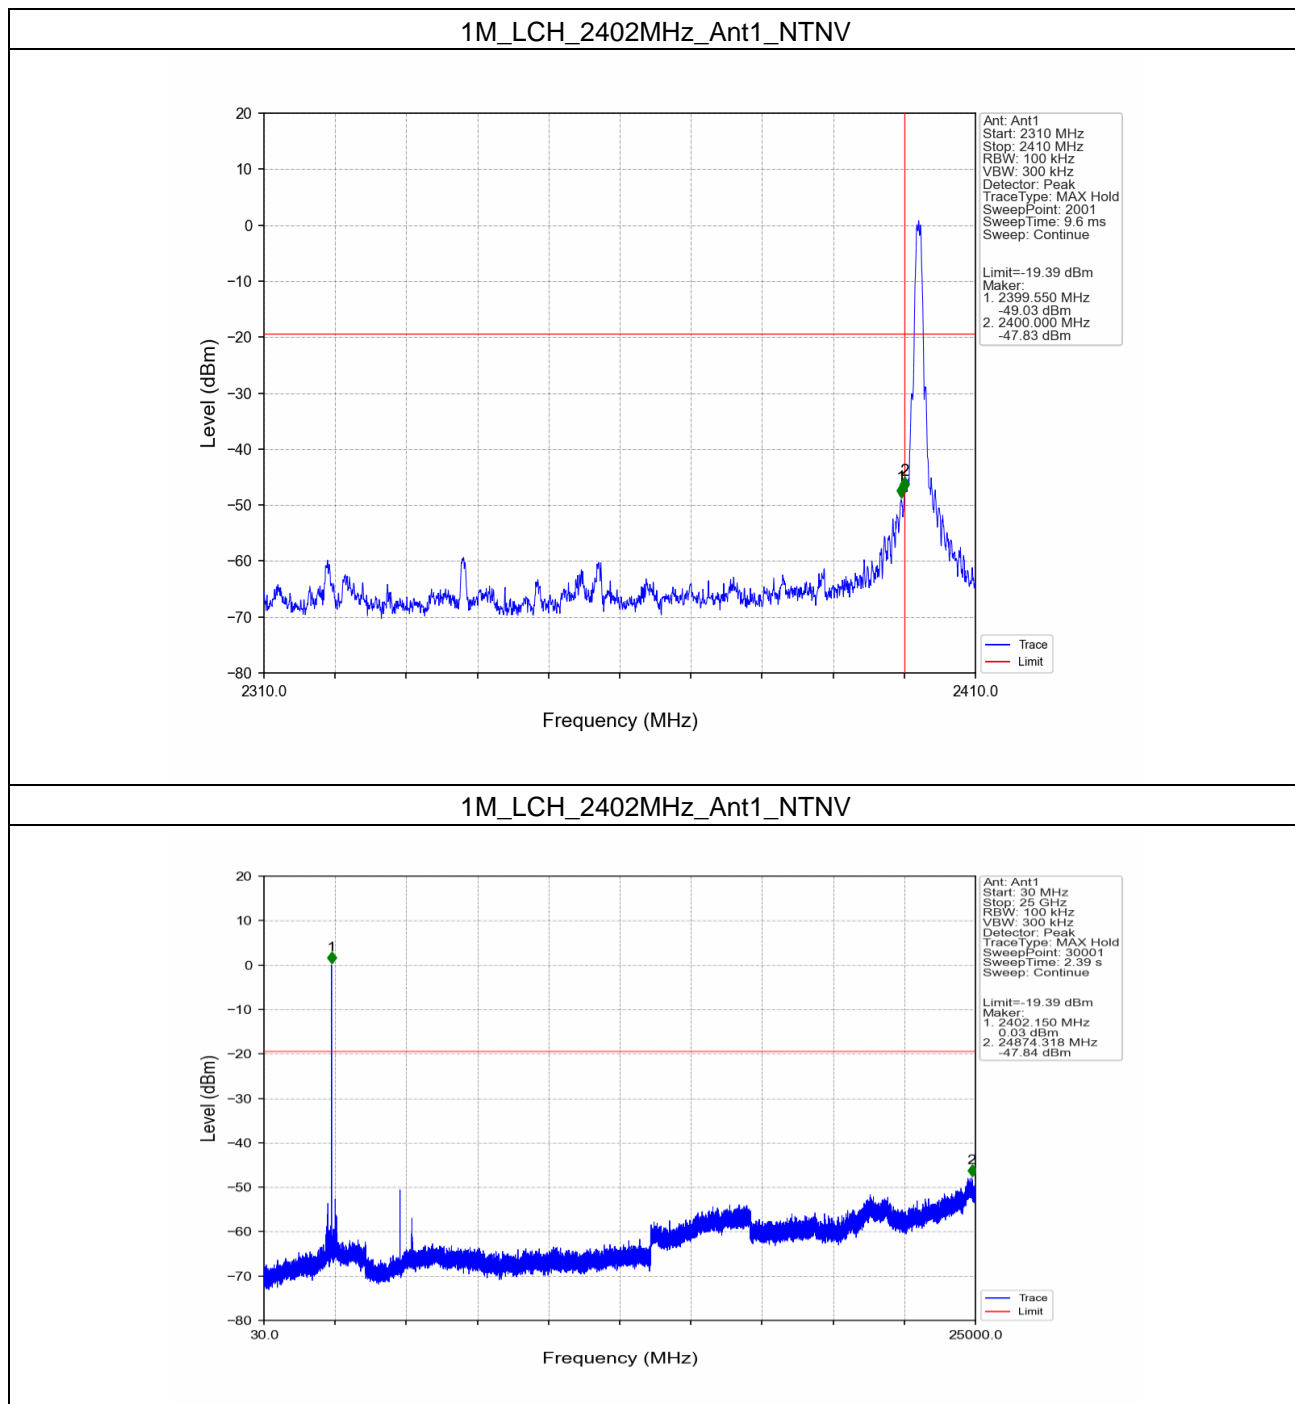 1M_LCH_2402MHz_Ant1_NTNV
20
10
0
−10
−20
−30
−40
−50
−60
−70
−80
Level (dBm)
2310.0
2410.0
Frequency (MHz)
1
2
Ant: Ant1
Start: 2310 MHz
Stop: 2410 MHz
RBW: 100 kHz
VBW: 300 kHz
Detector: Peak
TraceType: MAX Hold
SweepPoint: 2001
SweepTime: 9.6 ms
Sweep: Continue
Limit=-19.39 dBm
Maker:
1. 2399.550 MHz
-49.03 dBm
2. 2400.000 MHz
-47.83 dBm
Trace
Limit
1M_LCH_2402MHz_Ant1_NTNV
20
10
0
−10
−20
−30
−40
−50
−60
−70
−80
Level (dBm)
30.0
25000.0
Frequency (MHz)
1
2
Ant: Ant1
Start: 30 MHz
Stop: 25 GHz
RBW: 100 kHz
VBW: 300 kHz
Detector: Peak
TraceType: MAX Hold
SweepPoint: 30001
SweepTime: 2.39 s
Sweep: Continue
Limit=-19.39 dBm
Maker:
1. 2402.150 MHz
0.03 dBm
2. 24874.318 MHz
-47.84 dBm
Trace
Limit